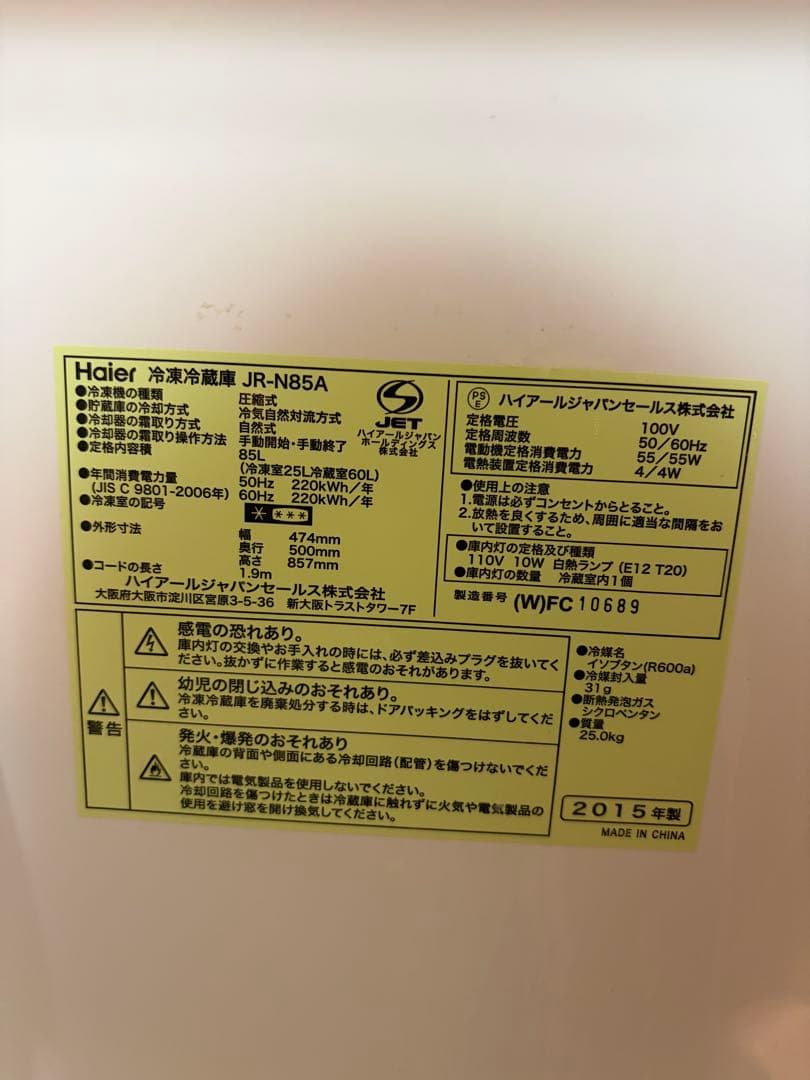 Haier 冷凍冷蔵庫 JR-N85A
●冷凍機の種類 圧縮式
●貯蔵庫の冷却方式 冷気自然対流方式
●冷却器の霜取り方式 自然式
●冷却器の霜取り操作方法 手動開始・手動終了
●定格内容積 85L
(冷凍室25L冷蔵室60L)
●年間消費電力量 50Hz 220kWh/年
(JIS C 9801-2006年) 60Hz 220kWh/年
●冷凍室の記号
●外形寸法 幅 474mm
奥行 500mm
高さ 857mm
●コードの長さ 1.9m
ハイアールジャパンセールス株式会社
大阪府大阪市淀川区宮原3-5-36 新大阪トラストタワー7F
JET
ハイアールジャパン
ホールディングス
株式会社
PS
E
ハイアールジャパンセールス株式会社
定格電圧 100V
定格周波数 50/60Hz
電動機定格消費電力 55/55W
電熱装置定格消費電力 4/4W
●使用上の注意
1.電源は必ずコンセントからとること。
2.放熱を良くするため、周囲に適当な間隔をお
いて設置すること。
●庫内灯の定格及び種類
110V 10W 白熱ランプ (E12 T20)
●庫内灯の数量 冷蔵室内1個
製造番号 (W)FC 10689
警告
感電の恐れあり。
庫内灯の交換やお手入れの時には、必ず差込みプラグを抜いてく
ださい。抜かずに作業すると感電のおそれがあります。
幼児の閉じ込めのおそれあり。
冷凍冷蔵庫を廃棄処分する時は、ドアパッキングをはずしてくだ
さい。
発火・爆発のおそれあり
冷蔵庫の背面や側面にある冷却回路(配管)を傷つけないでくだ
さい。
庫内では電気製品を使用しないでください。
冷却回路を傷つけたときは冷蔵庫に触れずに火気や電気製品の
使用を避け窓を開け換気してください。
●冷媒名
イソブタン(R600a)
●冷媒封入量
31g
●断熱発泡ガス
シクロペンタン
●質量
25.0kg
2015年製
MADE IN CHINA